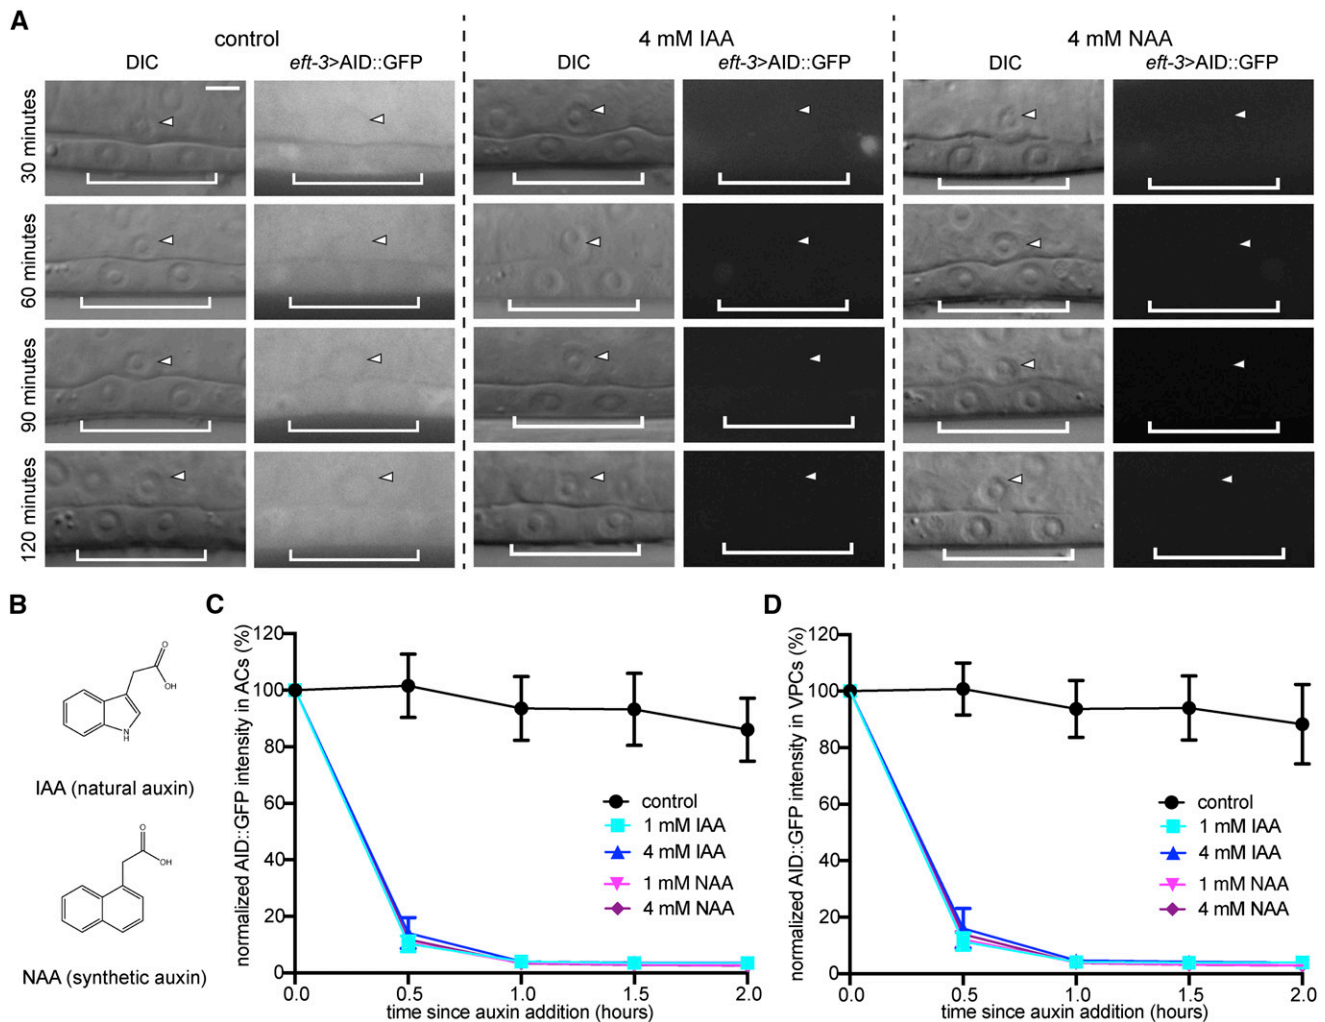 A
control
4 mM IAA
4 mM NAA
DIC
eft-3>AID::GFP
DIC
eft-3>AID::GFP
DIC
eft-3>AID::GFP
30 minutes
60 minutes
90 minutes
120 minutes
B
O
OH
N
H
IAA (natural auxin)
O
OH
NAA (synthetic auxin)
C
normalized AID::GFP intensity in ACs (%)
120
100
80
60
40
20
0
0.0
0.5
1.0
1.5
2.0
time since auxin addition (hours)
control
1 mM IAA
4 mM IAA
1 mM NAA
4 mM NAA
D
normalized AID::GFP intensity in VPCs (%)
120
100
80
60
40
20
0
0.0
0.5
1.0
1.5
2.0
time since auxin addition (hours)
control
1 mM IAA
4 mM IAA
1 mM NAA
4 mM NAA